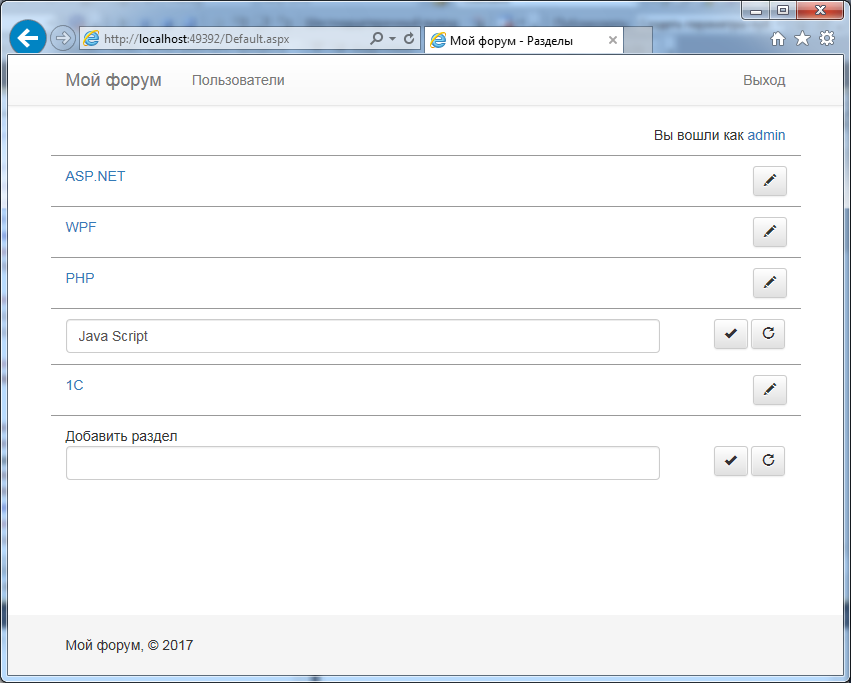 http://localhost:49392/Default.aspx
Мой форум - Разделы
Мой форум Пользователи Выход
Вы вошли как admin
ASP.NET
WPF
PHP
Java Script
1C
Добавить раздел
Мой форум, © 2017